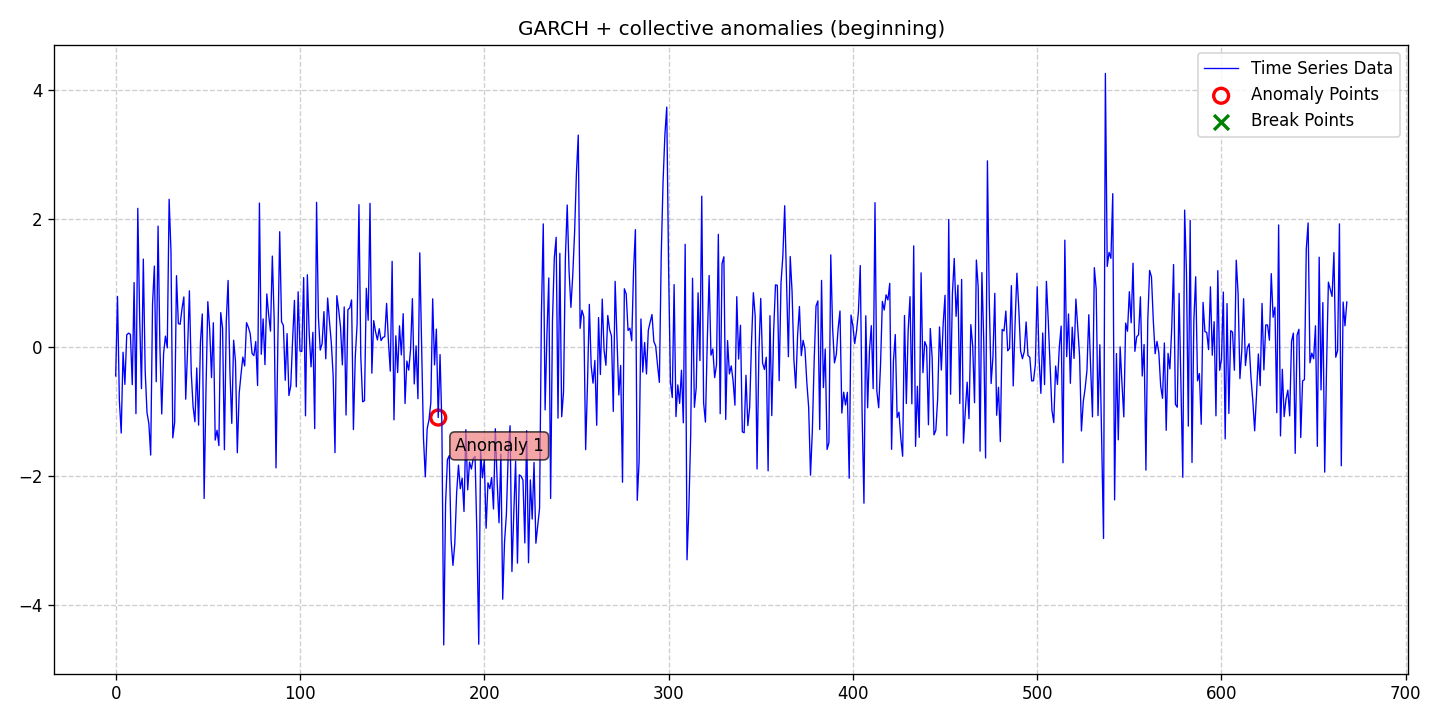 GARCH + collective anomalies (beginning)
Time Series Data
Anomaly Points
Break Points
Anomaly 1
4
2
0
−2
−4
0 100 200 300 400 500 600 700